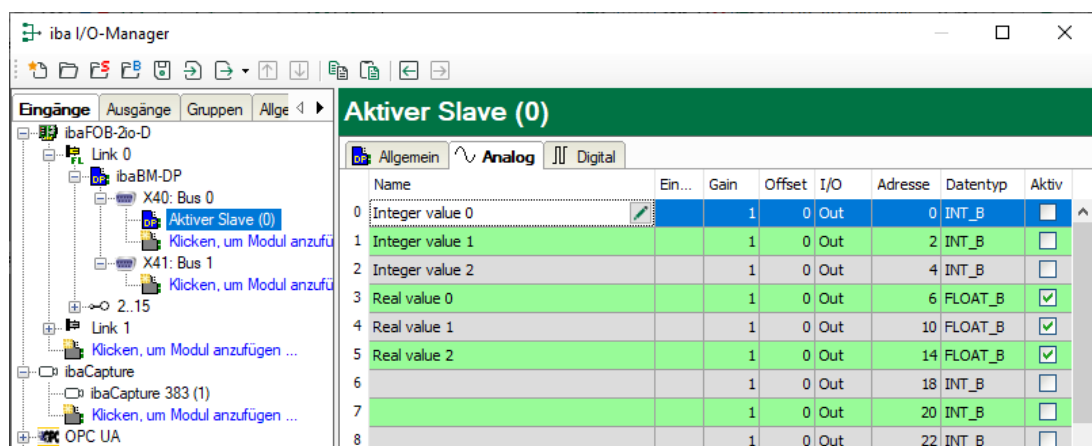 iba I/O-Manager
Eingänge Ausgänge Gruppen Allge
ibaFOB-2io-D
Link 0
ibaBM-DP
X40: Bus 0
Aktiver Slave (0)
Klicken, um Modul anzufü
X41: Bus 1
Klicken, um Modul anzufü
2..15
Link 1
Klicken, um Modul anzufügen ...
ibaCapture
ibaCapture 383 (1)
Klicken, um Modul anzufügen ...
OPC UA
Aktiver Slave (0)
Allgemein Analog Digital
Name Ein... Gain Offset I/O Adresse Datentyp Aktiv
0 Integer value 0 1 0 Out 0 INT_B
1 Integer value 1 1 0 Out 2 INT_B
2 Integer value 2 1 0 Out 4 INT_B
3 Real value 0 1 0 Out 6 FLOAT_B
4 Real value 1 1 0 Out 10 FLOAT_B
5 Real value 2 1 0 Out 14 FLOAT_B
6 1 0 Out 18 INT_B
7 1 0 Out 20 INT_B
8 1 0 Out 22 INT_B